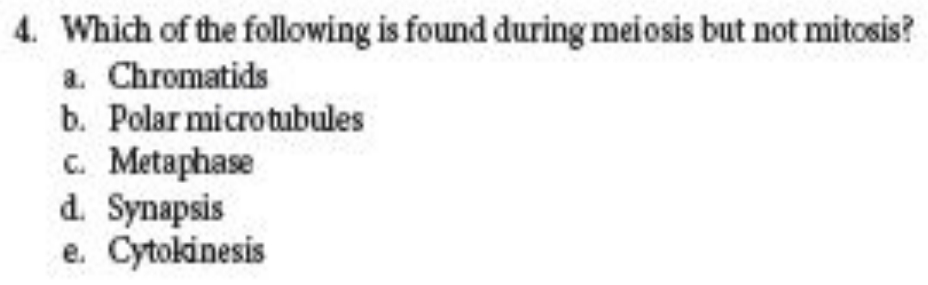 4. Which of the following is found during meiosis but not mitosis?
a. Chromatids
b. Polar microtubules
c. Metaphase
d. Synapsis
e. Cytokinesis